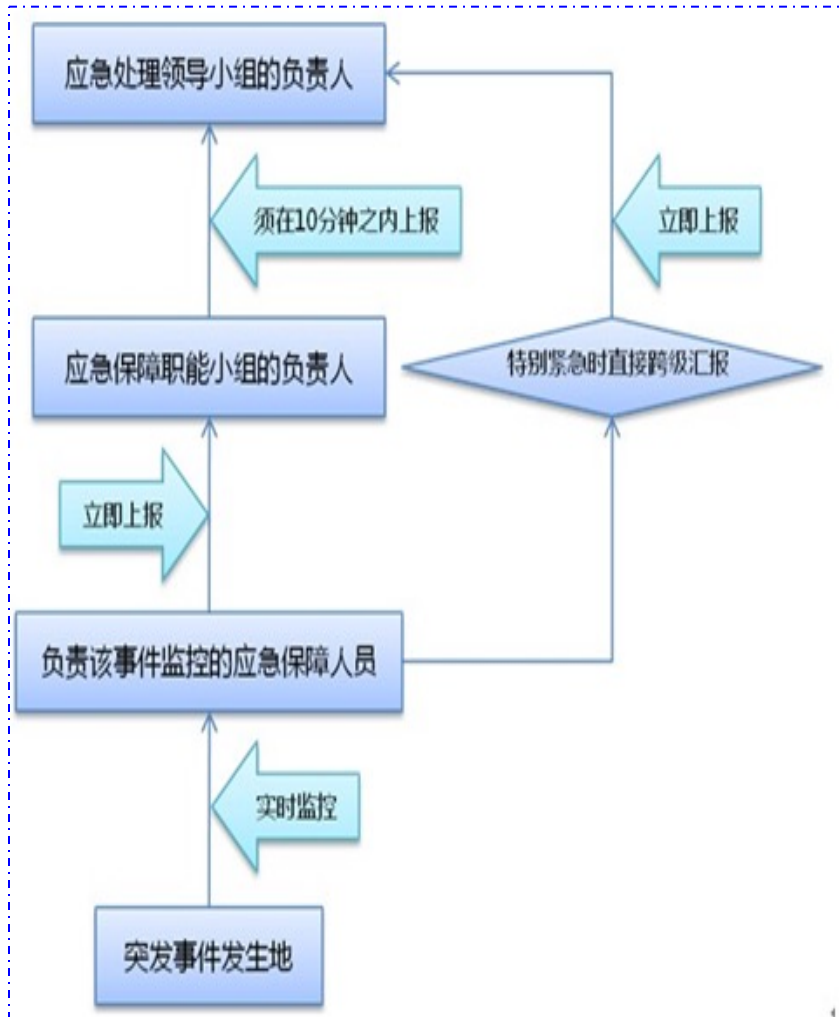 应急处理领导小组的负责人
须在10分钟之内上报
立即上报
应急保障职能小组的负责人
特别紧急时直接跨级汇报
立即上报
负责该事件监控的应急保障人员
实时监控
突发事件发生地